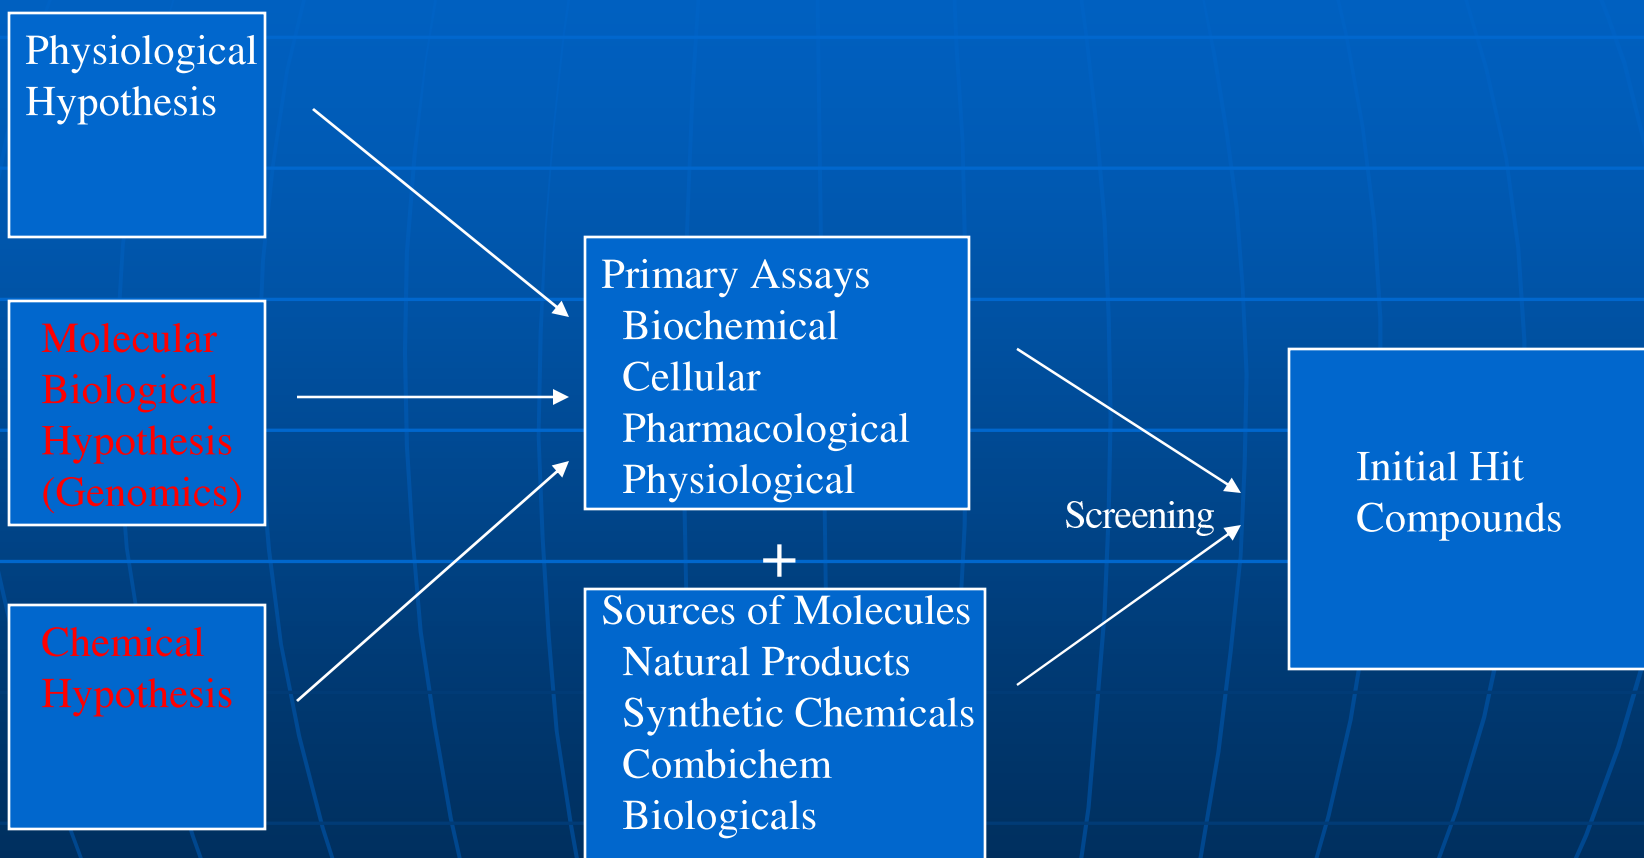 Physiological
Hypothesis
Molecular
Biological
Hypothesis
(Genomics)
Chemical
Hypothesis
Primary Assays
Biochemical
Cellular
Pharmacological
Physiological
+
Sources of Molecules
Natural Products
Synthetic Chemicals
Combichem
Biologicals
Screening
Initial Hit
Compounds